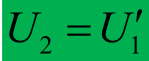 U₂ = U₁′